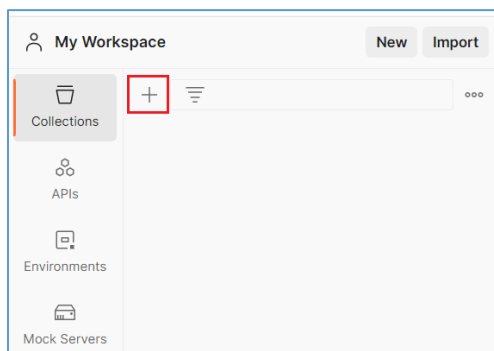 My Workspace
New
Import
Collections
APIs
Environments
Mock Servers